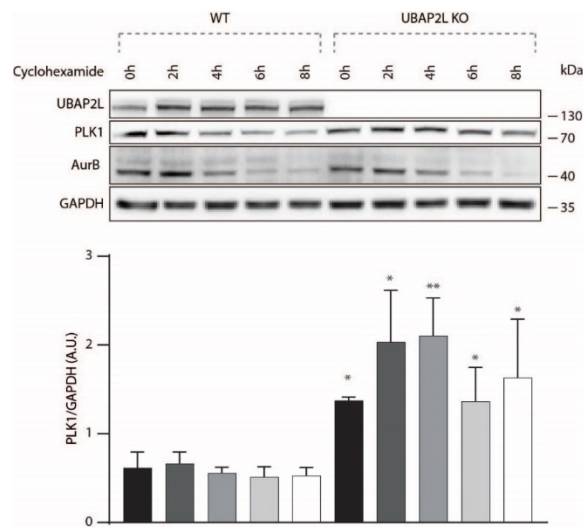 WT UBAP2L KO
Cyclohexamide 0h 2h 4h 6h 8h 0h 2h 4h 6h 8h kDa
UBAP2L
– 130
PLK1
– 70
AurB
– 40
GAPDH
– 35
3
** 
* * *
*
2
1
0
PLK1/GAPDH (A.U.)